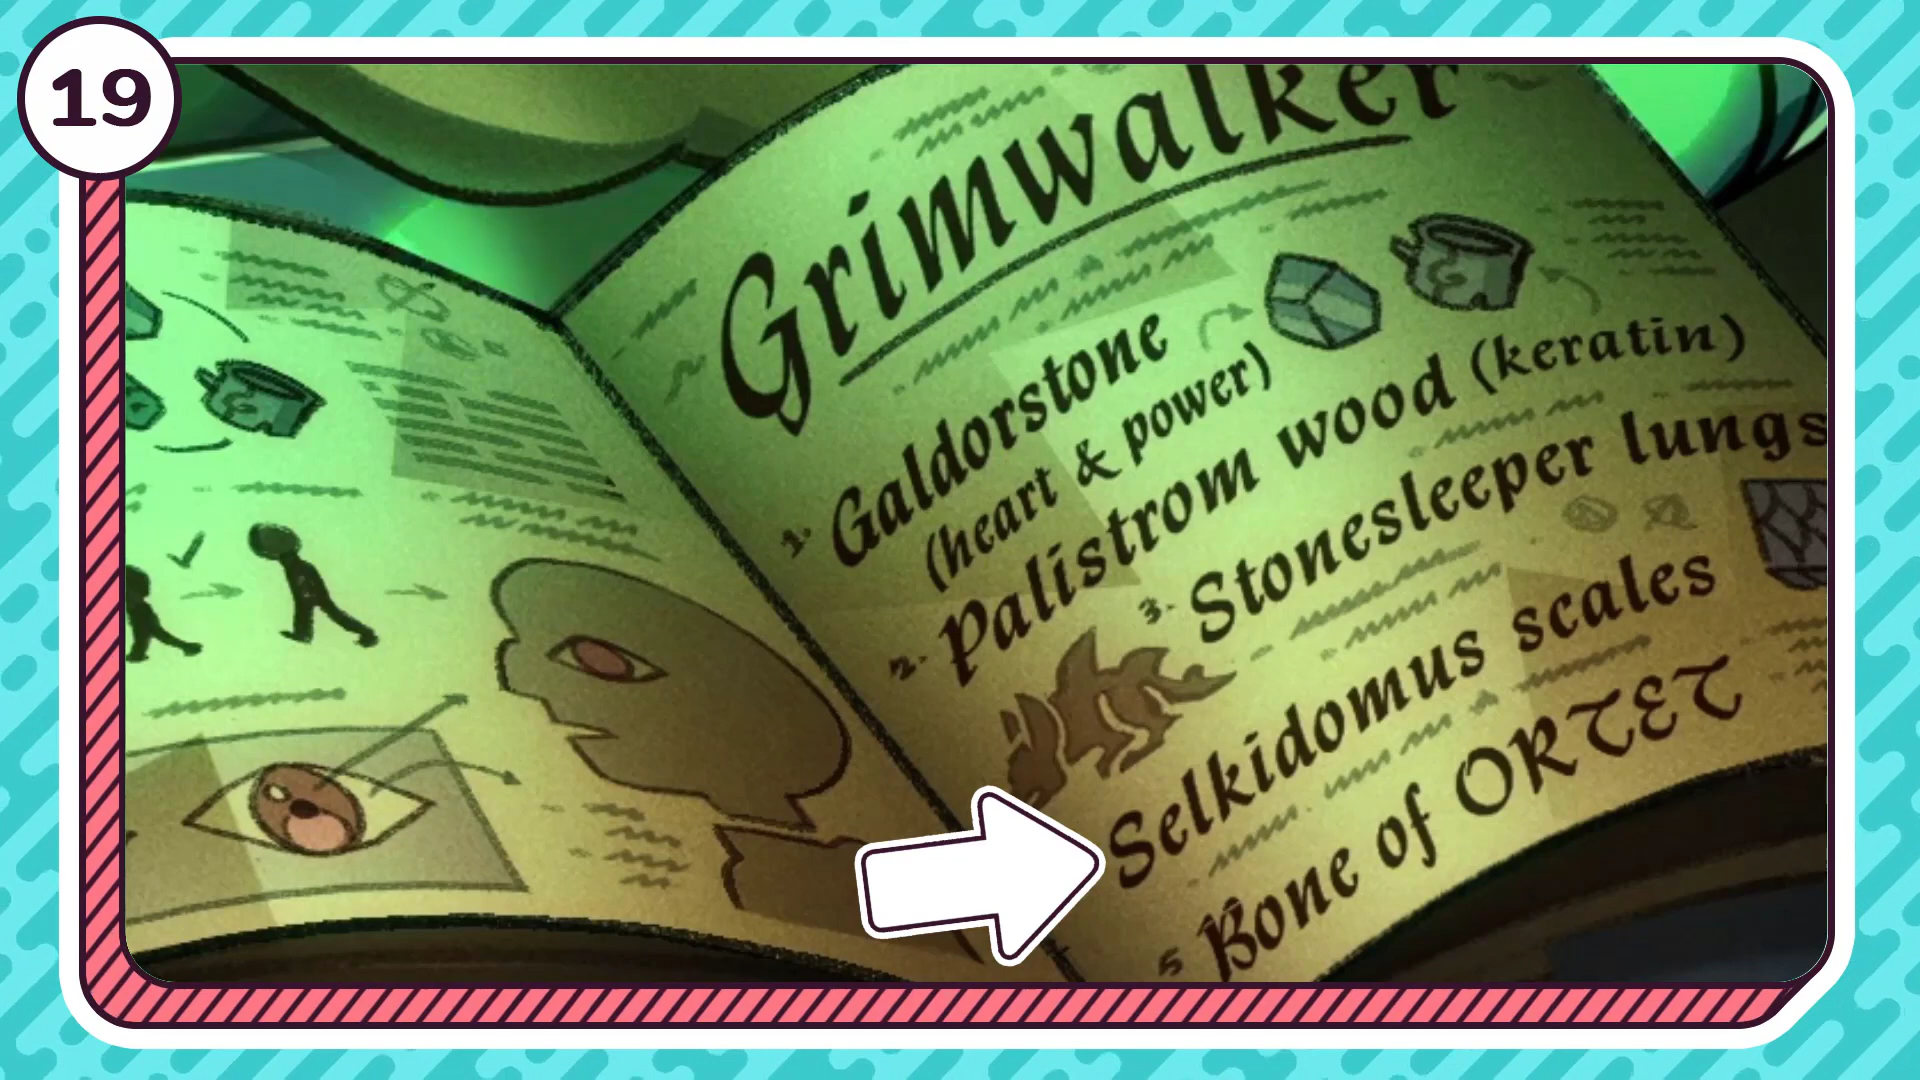 19
Grimwalker
1. Galdorstone
(heart & power)
2. Palistrom wood (keratin)
3. Stonesleeper lungs
Selkidomus scales
5 Bone of ORTET